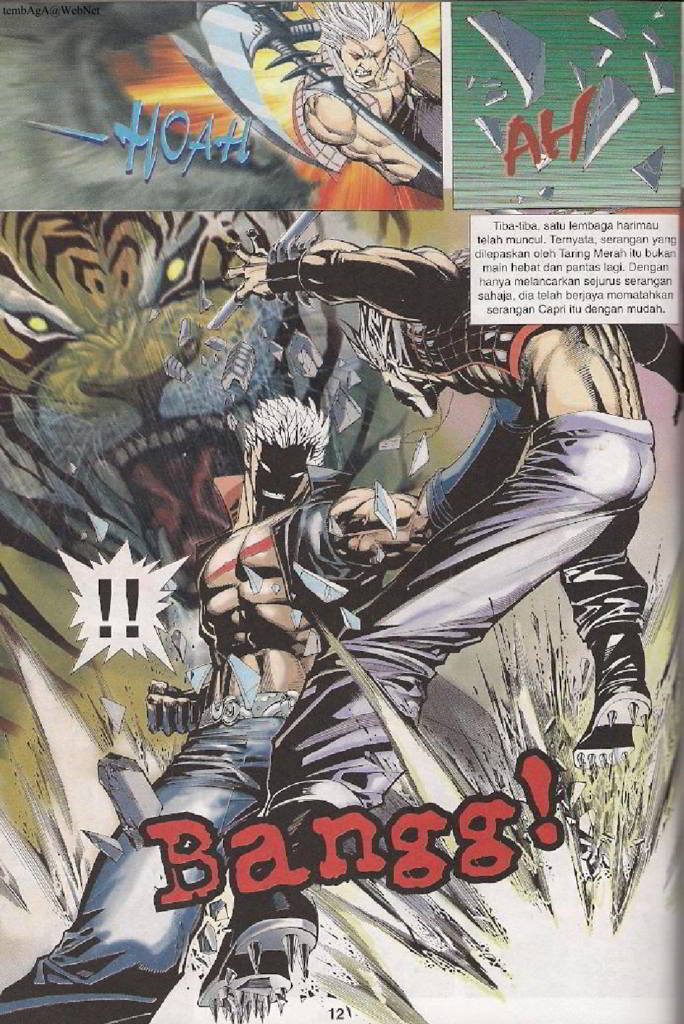 tembAgA@WebNet
HOAH
AH
Tiba-tiba, satu lembaga harimau
telah muncul. Ternyata, serangan yang
dilepaskan oleh Taring Merah itu bukan
main hebat dan pantas lagi. Dengan
hanya melancarkan sejurus serangan
sahaja, dia telah berjaya mematahkan
serangan Capri itu dengan mudah.
!!
Bangg!
12